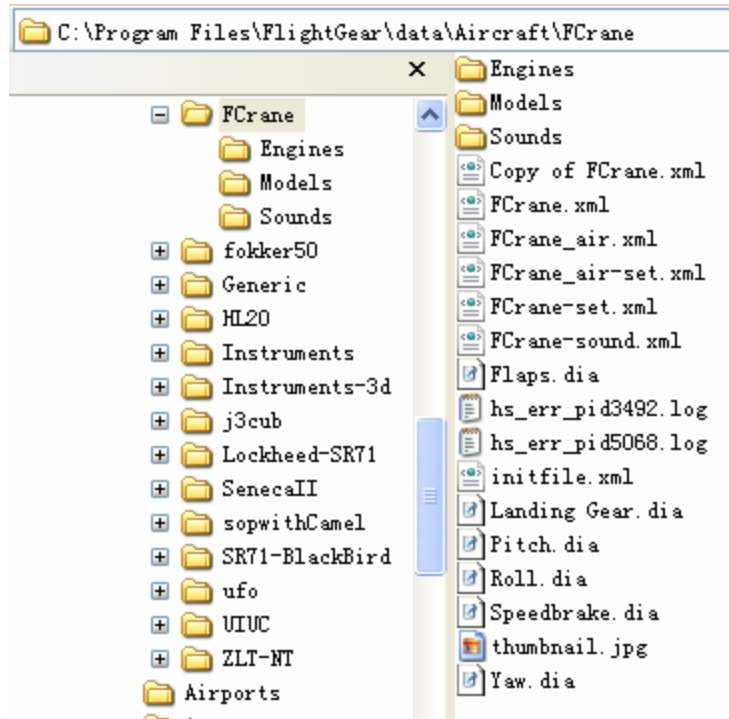 C:\Program Files\FlightGear\data\Aircraft\FCrane
FCrane
Engines
Models
Sounds
fokker50
Generic
HL20
Instruments
Instruments-3d
j3cub
Lockheed-SR71
SenecaII
sopwithCamel
SR71-BlackBird
ufo
UIUC
ZLT-NT
Airports
Engines
Models
Sounds
Copy of FCrane.xml
FCrane.xml
FCrane_air.xml
FCrane_air-set.xml
FCrane-set.xml
FCrane-sound.xml
Flaps.dia
hs_err_pid3492.log
hs_err_pid5068.log
initfile.xml
Landing Gear.dia
Pitch.dia
Roll.dia
Speedbrake.dia
thumbnail.jpg
Yaw.dia